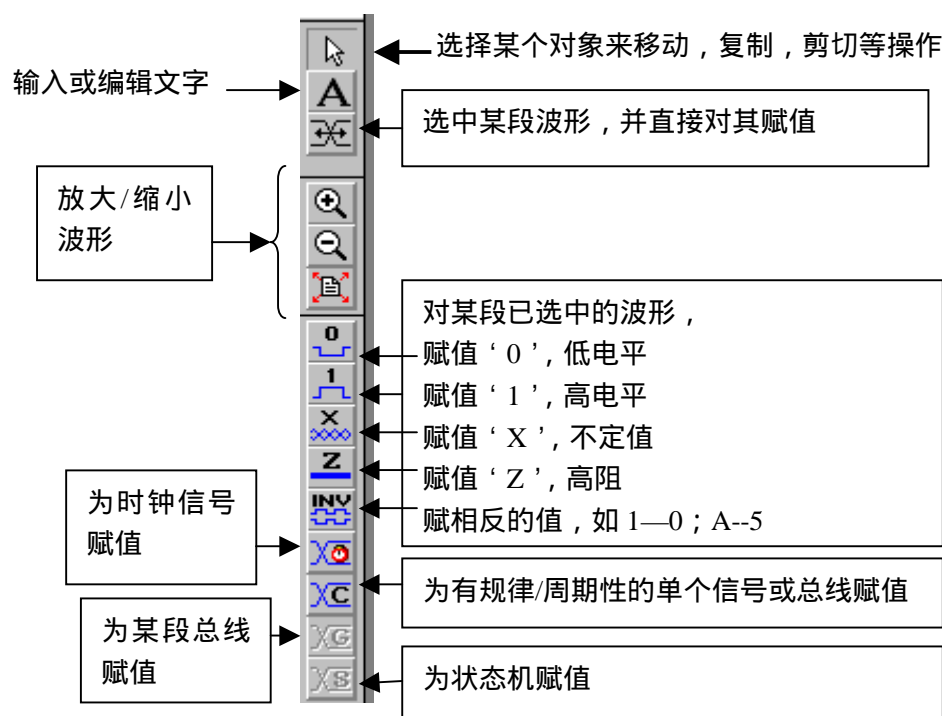 选择某个对象来移动，复制，剪切等操作
输入或编辑文字
A
选中某段波形，并直接对其赋值
放大/缩小
波形
对某段已选中的波形，
0
赋值‘0’，低电平
1
赋值‘1’，高电平
X
赋值‘X’，不定值
Z
赋值‘Z’，高阻
INV
赋相反的值，如 1—0；A--5
为时钟信号
赋值
C
为有规律/周期性的单个信号或总线赋值
为某段总线
赋值
G
S
为状态机赋值